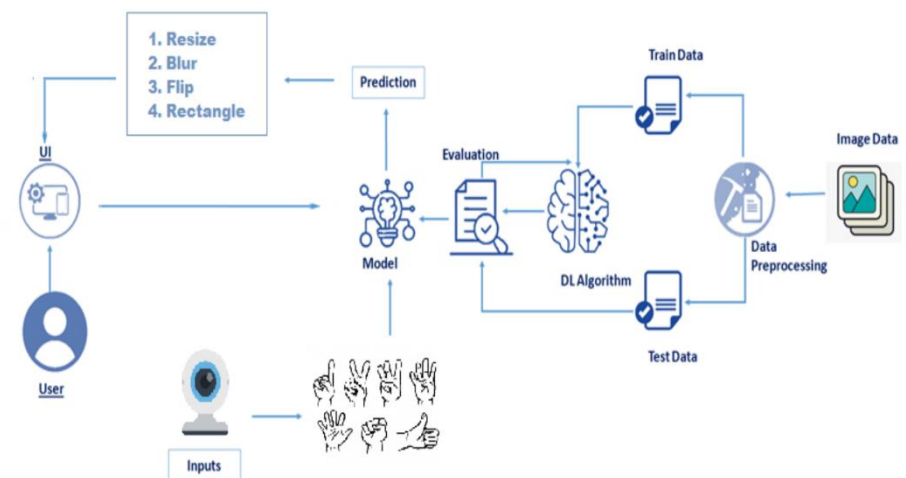 1. Resize
2. Blur
3. Flip
4. Rectangle
Prediction
Train Data
Image Data
UI
Evaluation
Model
DL Algorithm
Data
Preprocessing
User
Test Data
Inputs